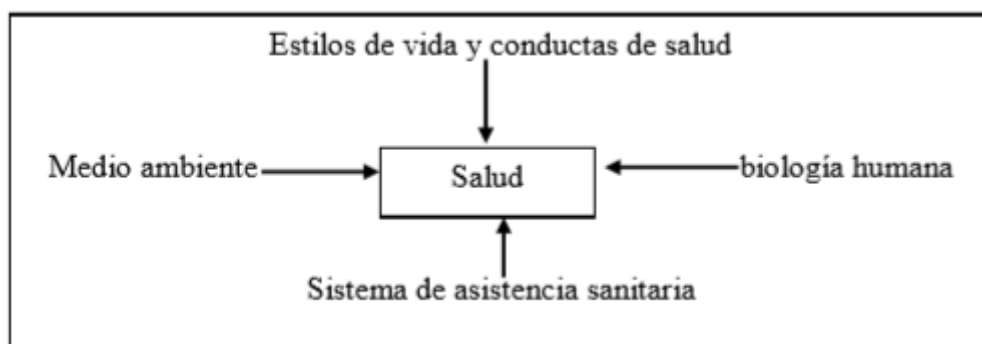 Estilos de vida y conductas de salud
Medio ambiente
Salud
biología humana
Sistema de asistencia sanitaria